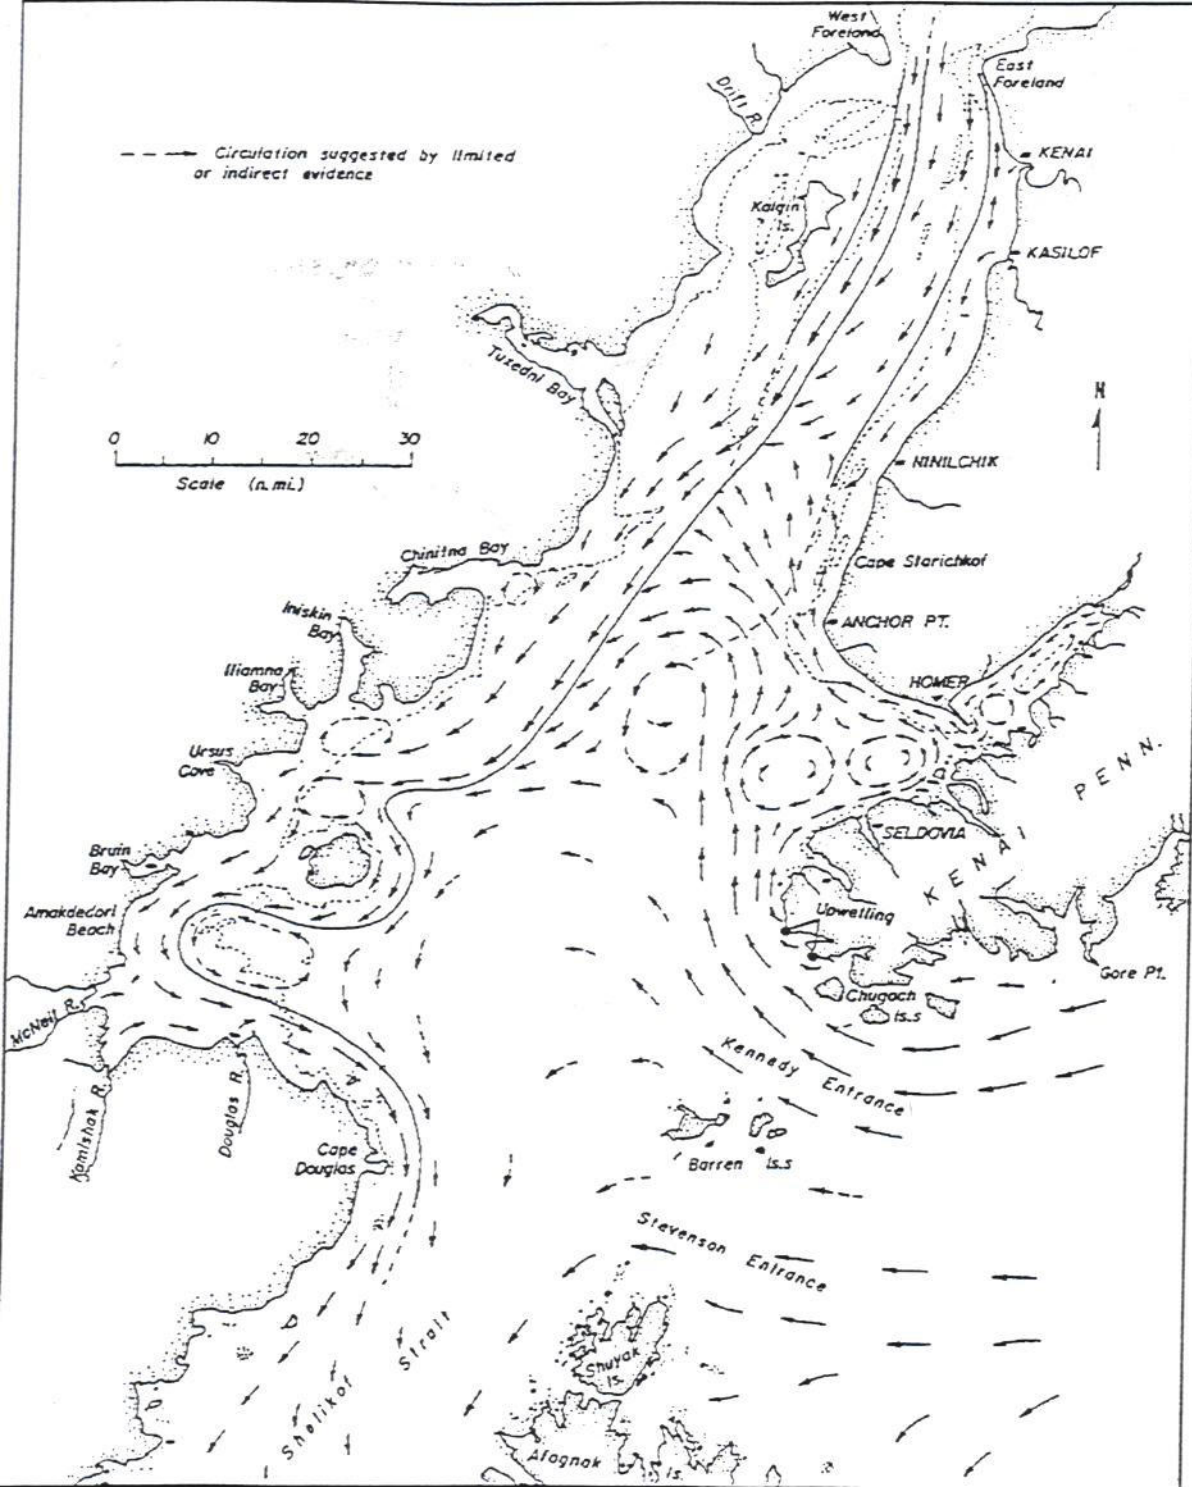 West
Foreland
East
Foreland
Drift R.
Circulation suggested by limited
or indirect evidence
KENAI
Kalgin
Is.
KASILOF
Tuxedni Bay
N
0 10 20 30
Scale (n.mi.)
NINILCHIK
Chinitna Bay
Cape Starichkof
Iniskin
Bay
ANCHOR PT.
Iliamna
Bay
HOMER
Ursus
Cove
KENAI PENN.
SELDOVIA
Bruin
Bay
Amakdedori
Beach
Upwelling
Gore Pt.
Chugach
Is.s
McNeil R.
Kennedy Entrance
Kamishak R.
Douglas R.
Cape
Douglas
Barren Is.s
Stevenson Entrance
Shelikof Strait
Shuyak
Is.
Afognak Is.